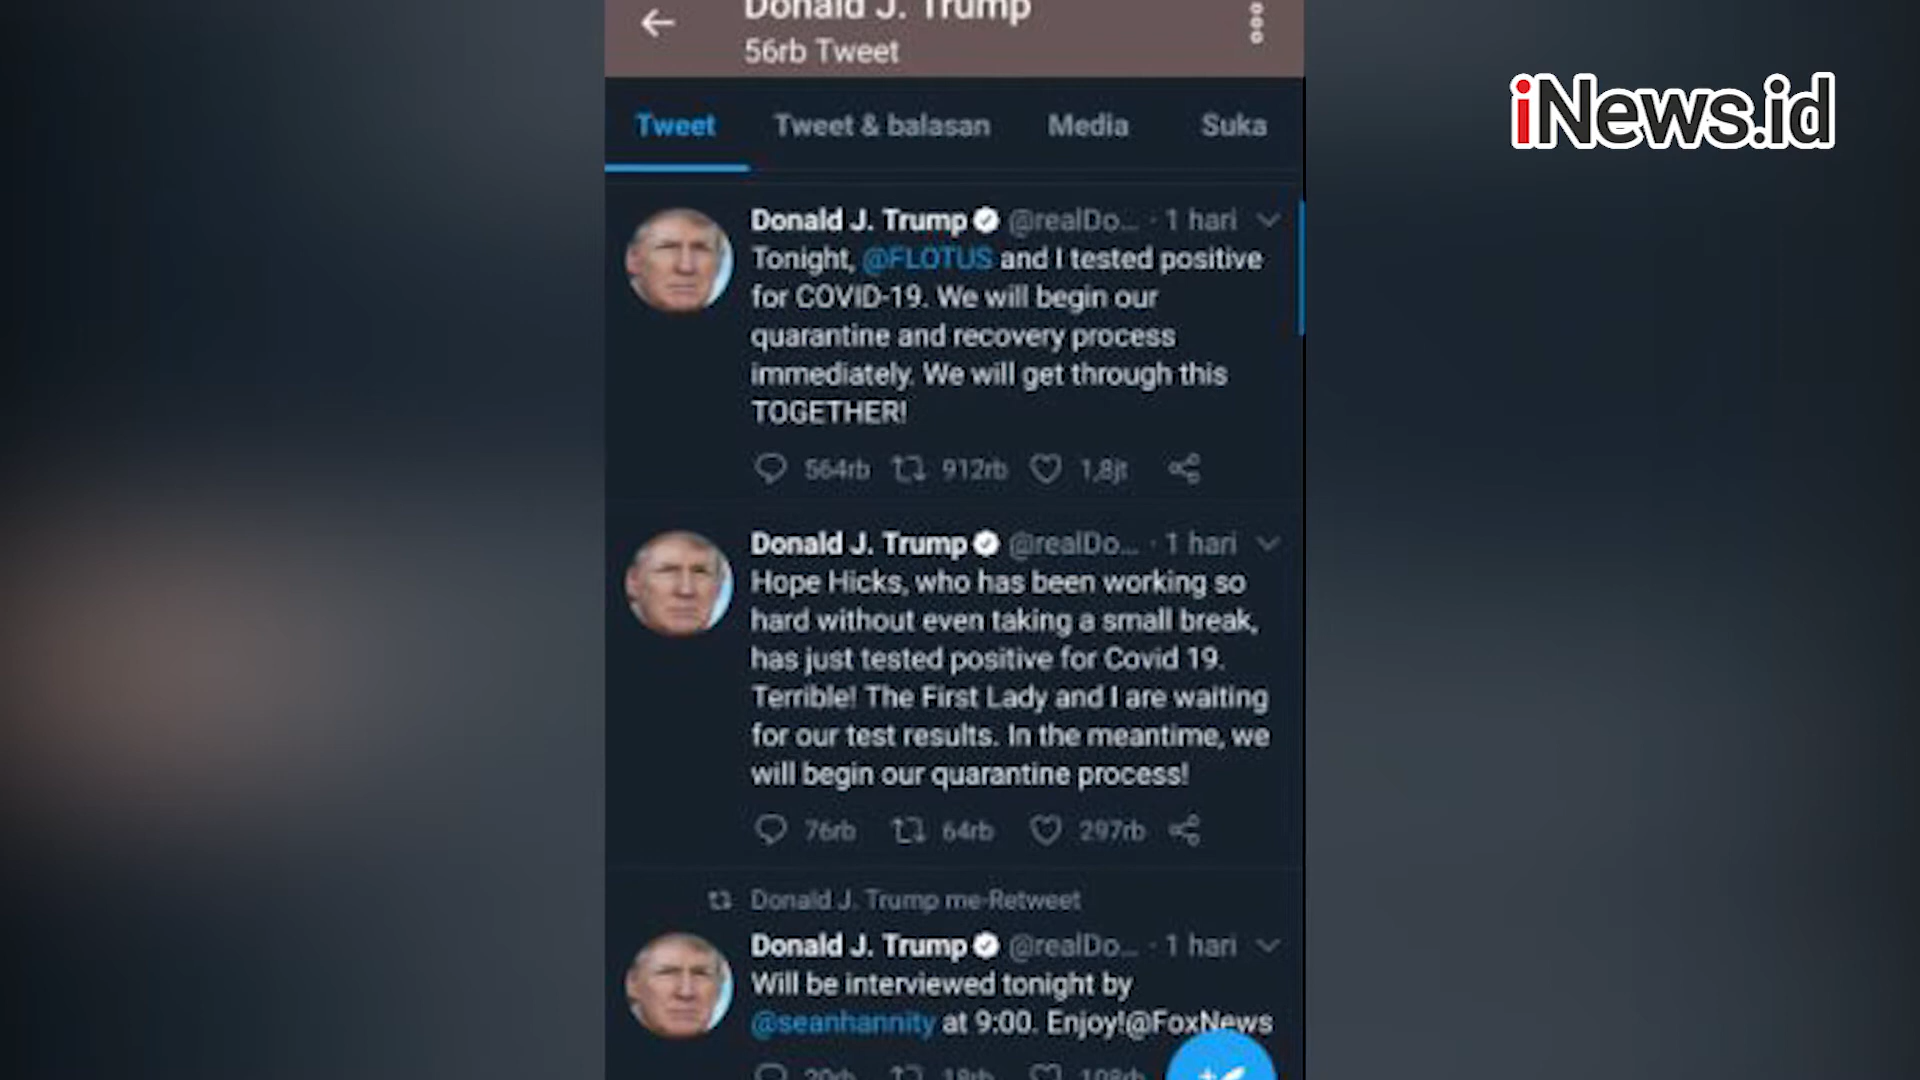 Donald J. Trump
56rb Tweet
iNews.id
Tweet Tweet & balasan Media Suka
Donald J. Trump @realDo... · 1 hari
Tonight, @FLOTUS and I tested positive
for COVID-19. We will begin our
quarantine and recovery process
immediately. We will get through this
TOGETHER!
564rb 912rb 1,8jt
Donald J. Trump @realDo... · 1 hari
Hope Hicks, who has been working so
hard without even taking a small break,
has just tested positive for Covid 19.
Terrible! The First Lady and I are waiting
for our test results. In the meantime, we
will begin our quarantine process!
76rb 64rb 297rb
Donald J. Trump me-Retweet
Donald J. Trump @realDo... · 1 hari
Will be interviewed tonight by
@seanhannity at 9:00. Enjoy!@FoxNews